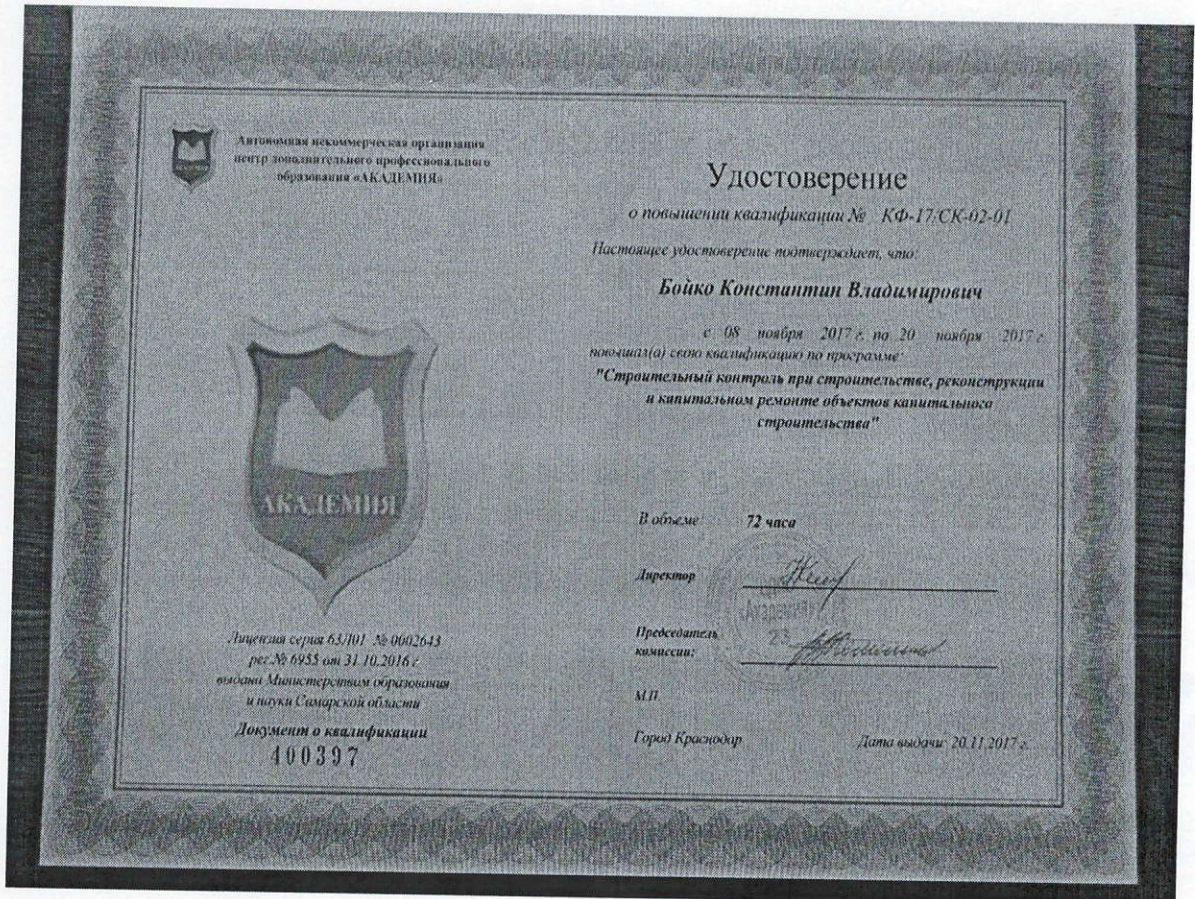 Автономная некоммерческая организация
центр дополнительного профессионального
образования «АКАДЕМИЯ»
АКАДЕМИЯ
АКАДЕМИЯ
Лицензия серия 63Л01 № 0002643
рег.№ 6955 от 31.10.2016 г.
выдана Министерством образования
и науки Самарской области
Документ о квалификации
400397
Удостоверение
о повышении квалификации № КФ-17/СК-02-01
Настоящее удостоверение подтверждает, что:
Бойко Константин Владимирович
с 08 ноября 2017 г. по 20 ноября 2017 г.
повышал(а) свою квалификацию по программе:
"Строительный контроль при строительстве, реконструкции
и капитальном ремонте объектов капитального
строительства"
В объеме: 72 часа
Директор
Председатель
комиссии:
М.П.
Город Краснодар Дата выдачи: 20.11.2017 г.